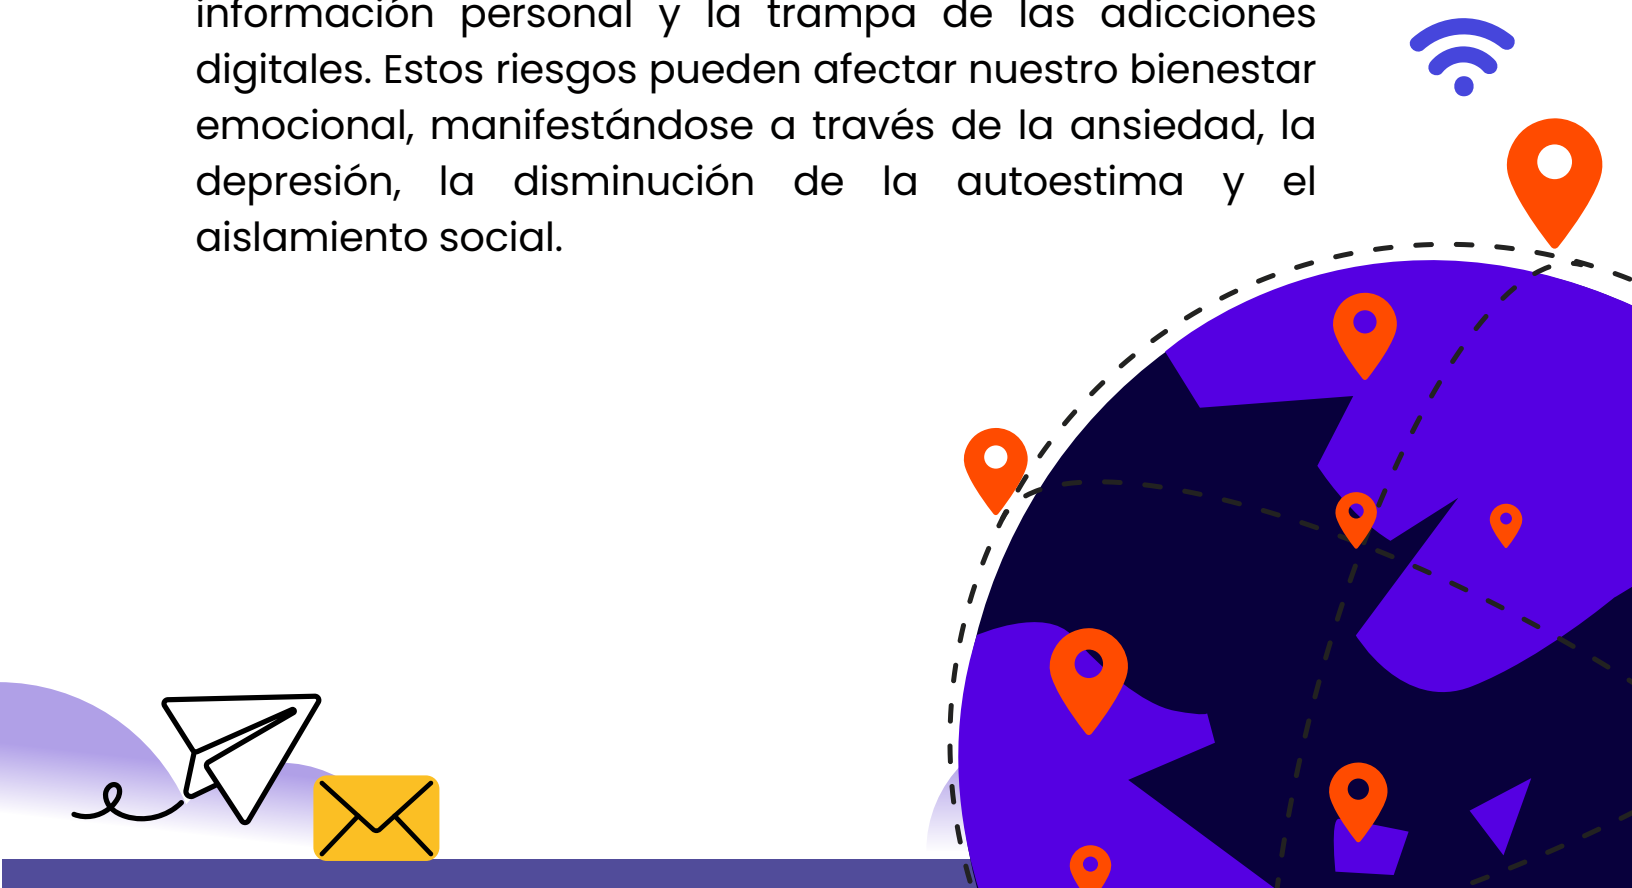 información personal y la trampa de las adicciones
digitales. Estos riesgos pueden afectar nuestro bienestar
emocional, manifestándose a través de la ansiedad, la
depresión, la disminución de la autoestima y el
aislamiento social.